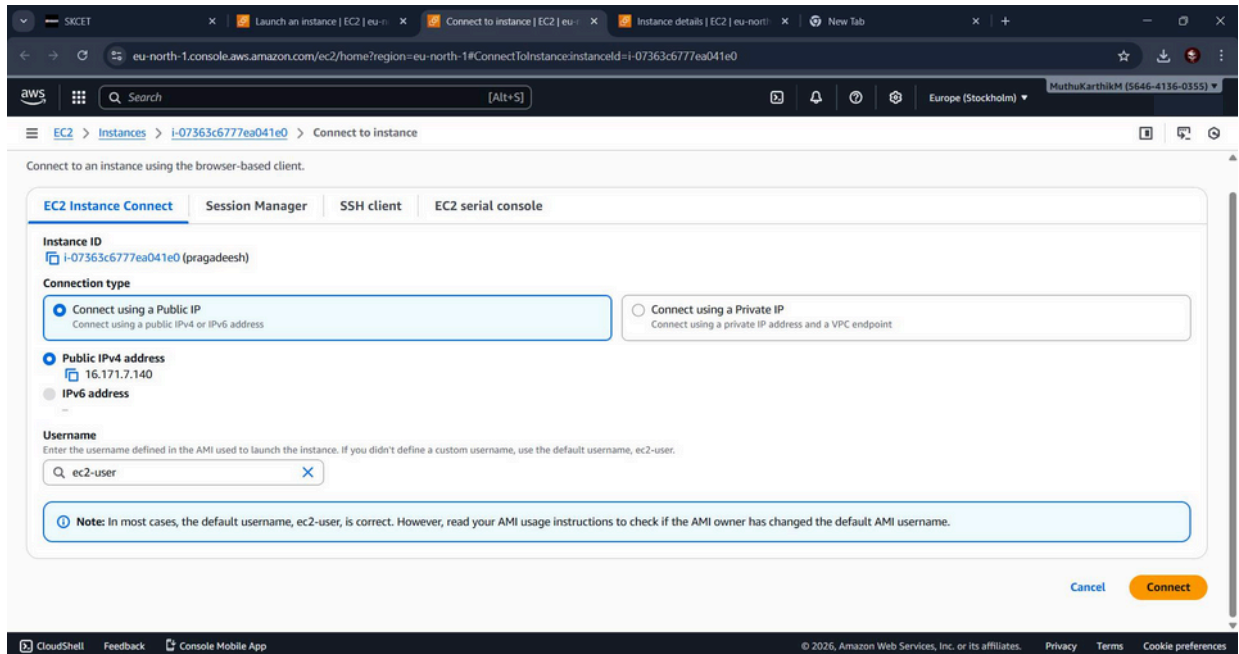 SKCET
Launch an instance | EC2 | eu-n
Connect to instance | EC2 | eu-r
Instance details | EC2 | eu-north
New Tab
eu-north-1.console.aws.amazon.com/ec2/home?region=eu-north-1#ConnectToInstance:instanceId=i-07363c6777ea041e0
aws
Search
[Alt+S]
Europe (Stockholm) ▼
MuthuKarthikM (5646-4136-0355) ▼
EC2 > Instances > i-07363c6777ea041e0 > Connect to instance
Connect to an instance using the browser-based client.
EC2 Instance Connect
Session Manager
SSH client
EC2 serial console
Instance ID
i-07363c6777ea041e0 (pragadeesh)
Connection type
Connect using a Public IP
Connect using a public IPv4 or IPv6 address
Connect using a Private IP
Connect using a private IP address and a VPC endpoint
Public IPv4 address
16.171.7.140
IPv6 address
–
Username
Enter the username defined in the AMI used to launch the instance. If you didn't define a custom username, use the default username, ec2-user.
ec2-user
Note: In most cases, the default username, ec2-user, is correct. However, read your AMI usage instructions to check if the AMI owner has changed the default AMI username.
Cancel
Connect
CloudShell
Feedback
Console Mobile App
© 2026, Amazon Web Services, Inc. or its affiliates.
Privacy
Terms
Cookie preferences